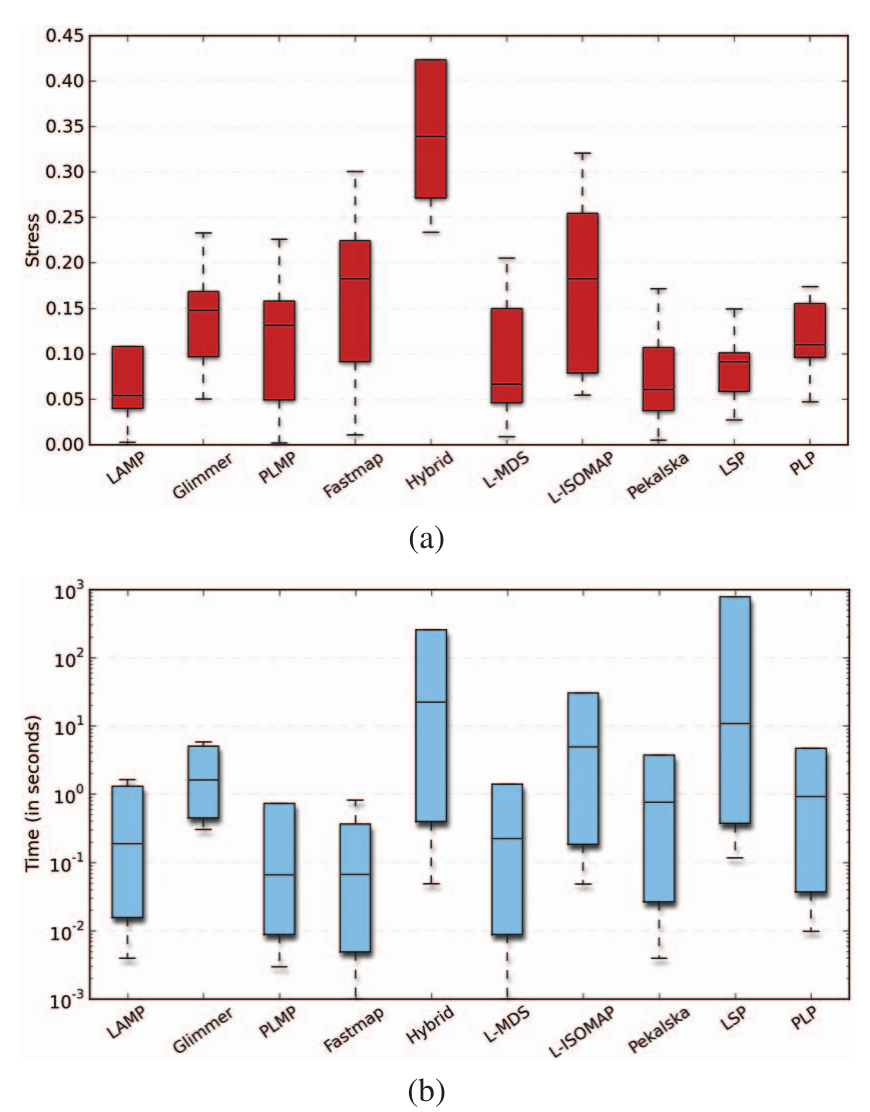 0.45
0.40
0.35
0.30
0.25
0.20
0.15
0.10
0.05
0.00
Stress
LAMP Glimmer PLMP Fastmap Hybrid L-MDS L-ISOMAP Pekalska LSP PLP
(a)
10³
10²
10¹
10⁰
10⁻¹
10⁻²
10⁻³
Time (in seconds)
LAMP Glimmer PLMP Fastmap Hybrid L-MDS L-ISOMAP Pekalska LSP PLP
(b)